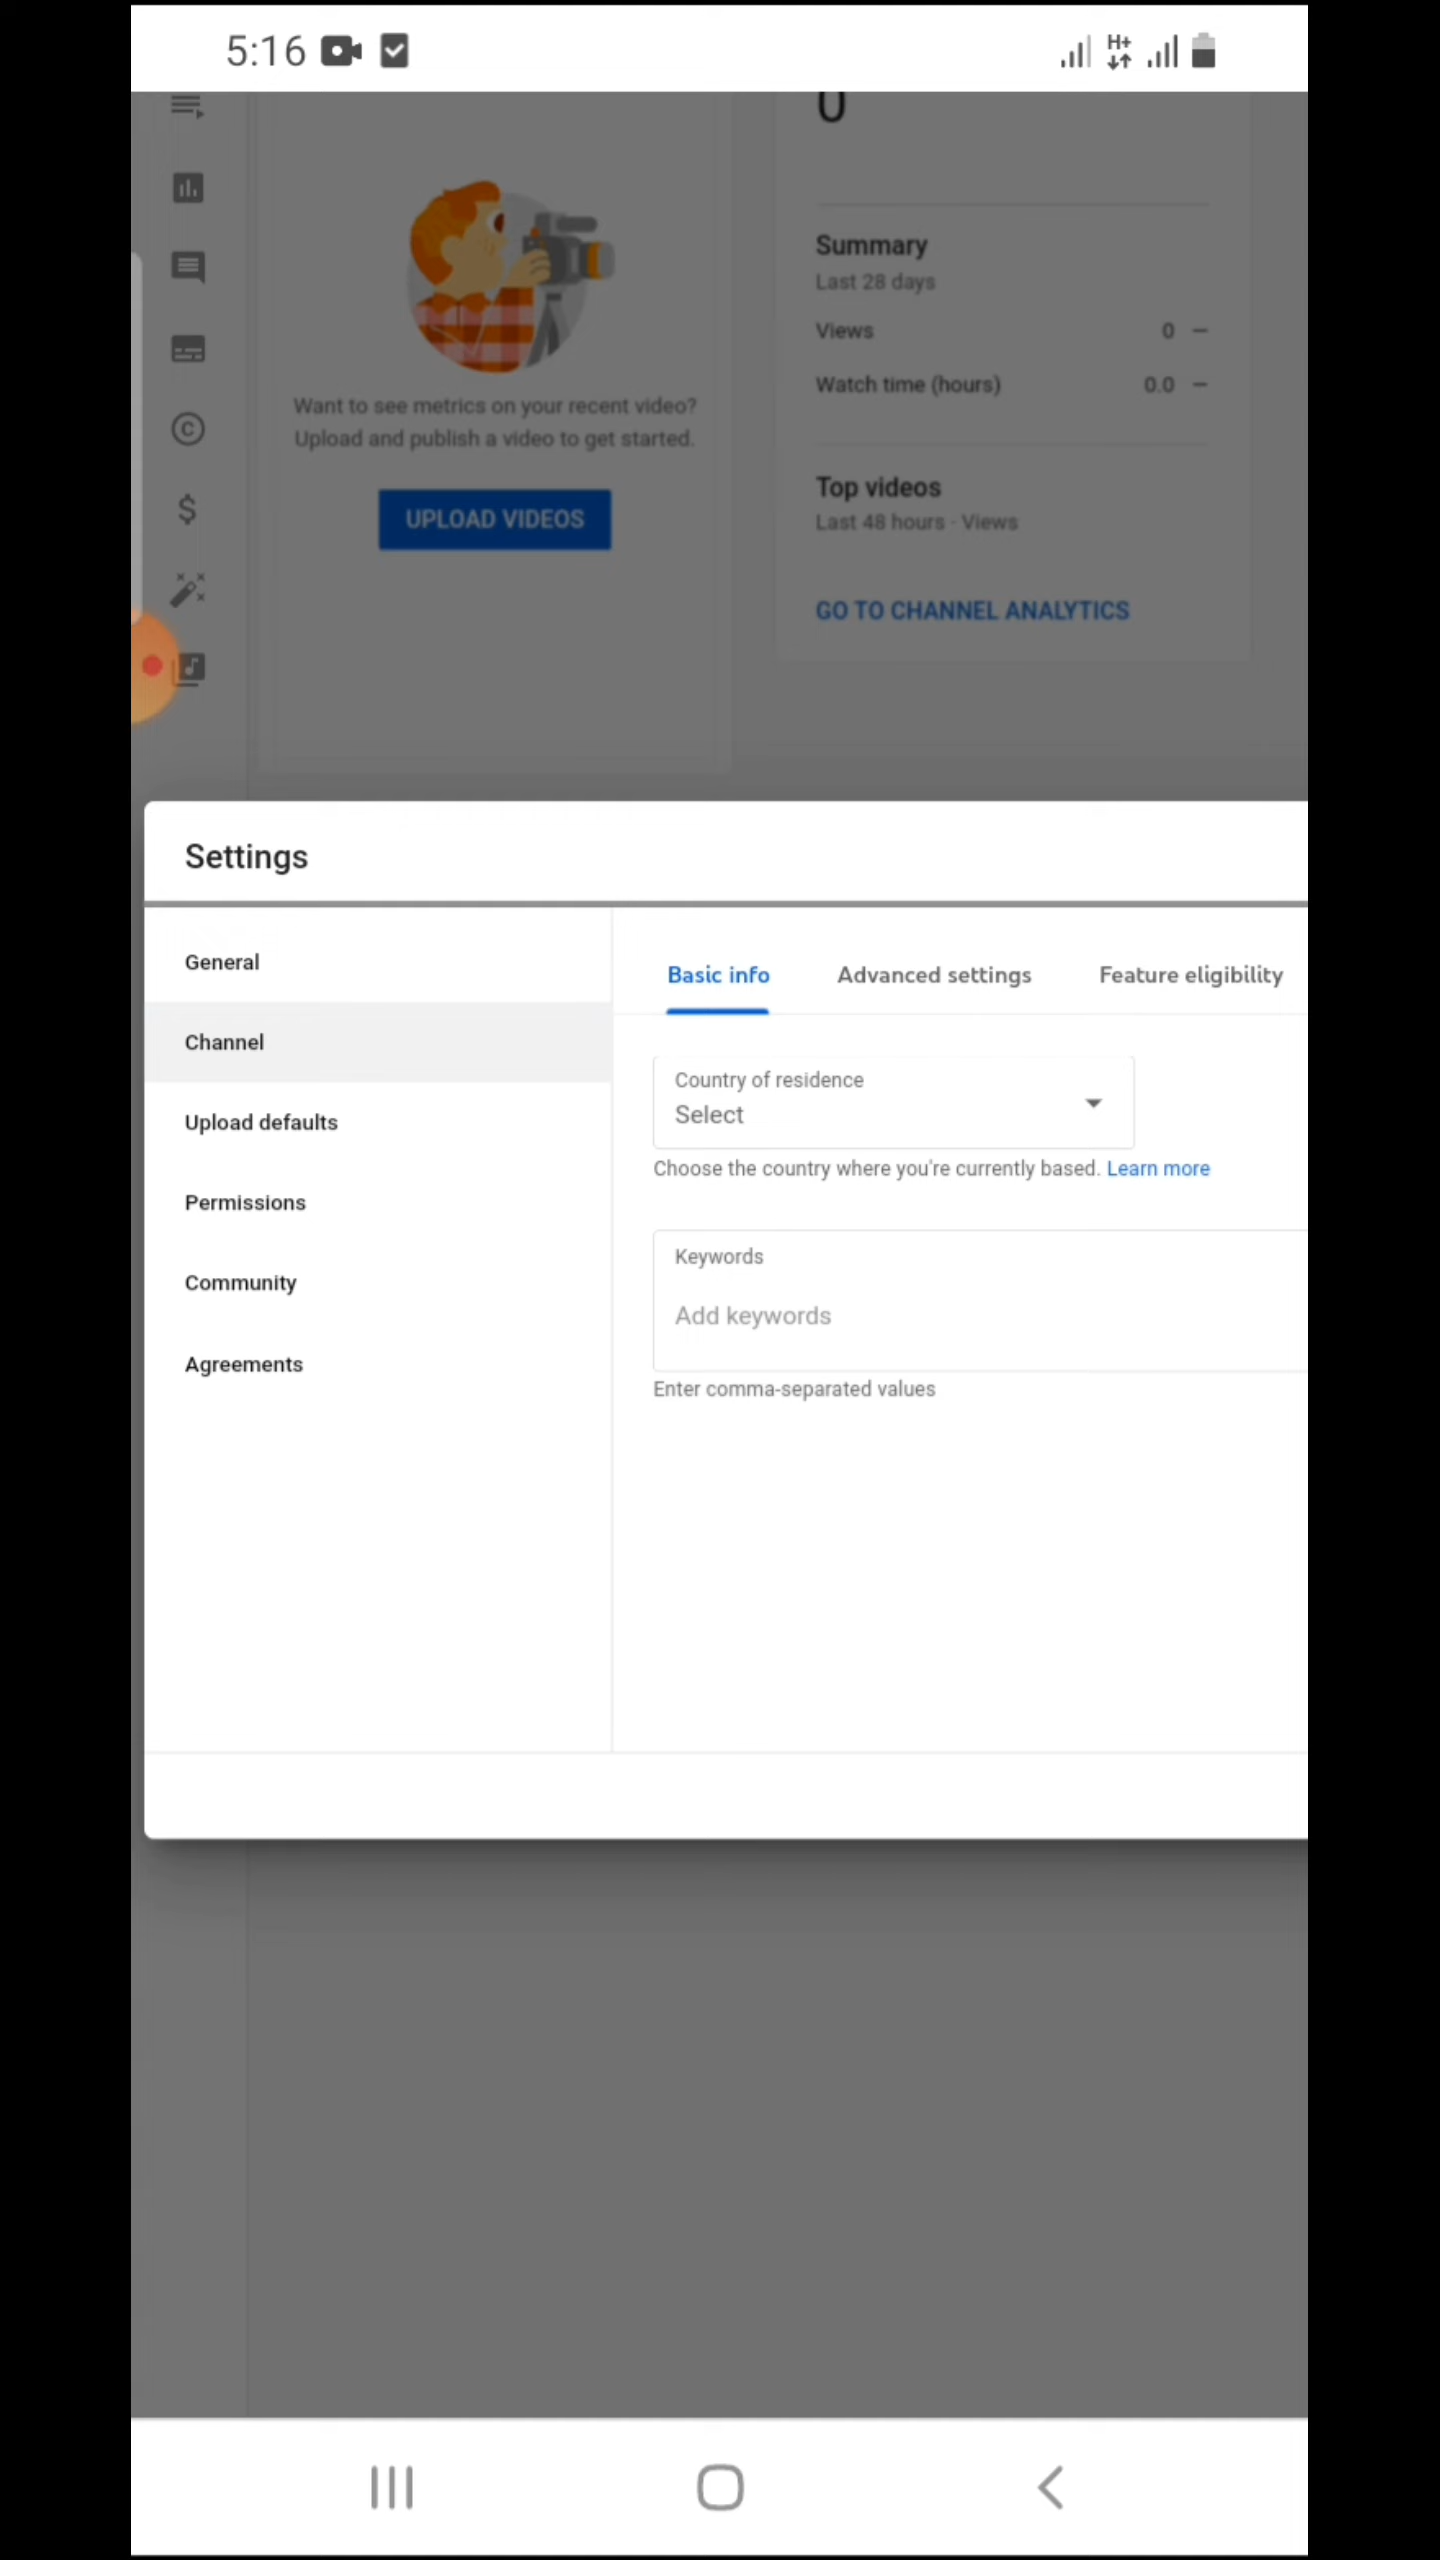 5:16
H+
0
Summary
Last 28 days
Views 0 –
Watch time (hours) 0.0 –
Want to see metrics on your recent video?
Upload and publish a video to get started.
UPLOAD VIDEOS
Top videos
Last 48 hours · Views
GO TO CHANNEL ANALYTICS
Settings
General
Channel
Upload defaults
Permissions
Community
Agreements
Basic info Advanced settings Feature eligibility
Country of residence
Select
Choose the country where you're currently based. Learn more
Keywords
Add keywords
Enter comma-separated values